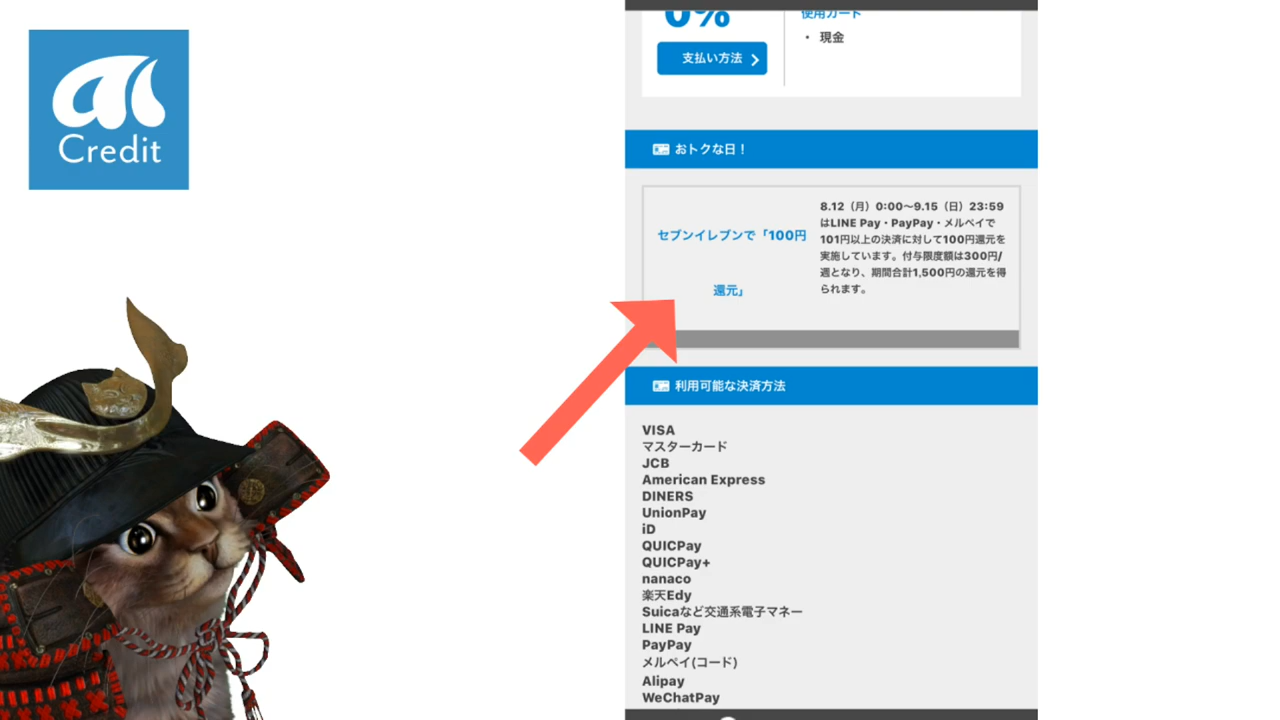 Credit
0%
支払い方法
使用カード
・ 現金
おトクな日！
セブンイレブンで「100円
還元」
8.12（月）0:00〜9.15（日）23:59
はLINE Pay・PayPay・メルペイで
101円以上の決済に対して100円還元を
実施しています。付与限度額は300円/
週となり、期間合計1,500円の還元を得
られます。
利用可能な決済方法
VISA
マスターカード
JCB
American Express
DINERS
UnionPay
iD
QUICPay
QUICPay+
nanaco
楽天Edy
Suicaなど交通系電子マネー
LINE Pay
PayPay
メルペイ(コード)
Alipay
WeChatPay